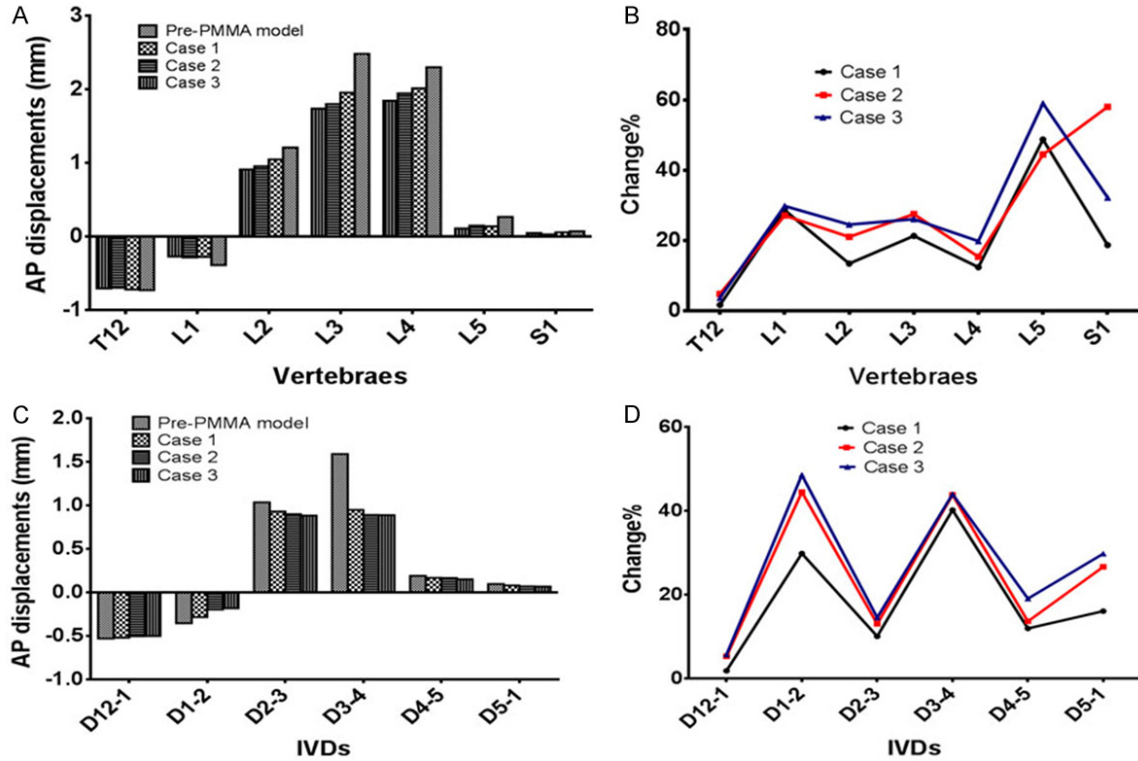 A
AP displacements (mm)
3
2
1
0
-1
Pre-PMMA model
Case 1
Case 2
Case 3
T12 L1 L2 L3 L4 L5 S1
Vertebraes
B
Change%
80
60
40
20
0
Case 1
Case 2
Case 3
T12 L1 L2 L3 L4 L5 S1
Vertebraes
C
AP displacements (mm)
2.0
1.5
1.0
0.5
0.0
-0.5
-1.0
Pre-PMMA model
Case 1
Case 2
Case 3
D12-1 D1-2 D2-3 D3-4 D4-5 D5-1
IVDs
D
Change%
60
40
20
0
Case 1
Case 2
Case 3
D12-1 D1-2 D2-3 D3-4 D4-5 D5-1
IVDs